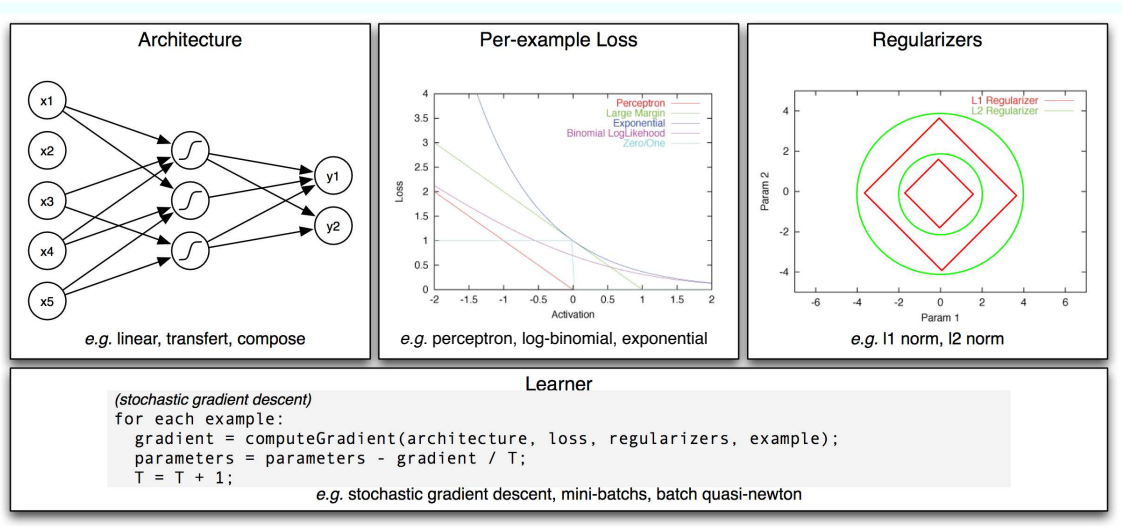 Architecture
x1
x2
x3
x4
x5
y1
y2
e.g. linear, transfert, compose
Per-example Loss
Perceptron
Large Margin
Exponential
Binomial LogLikehood
Zero/One
Loss
4
3.5
3
2.5
2
1.5
1
0.5
0
-2 -1.5 -1 -0.5 0 0.5 1 1.5 2
Activation
e.g. perceptron, log-binomial, exponential
Regularizers
L1 Regularizer
L2 Regularizer
Param 2
4
2
0
-2
-4
-6 -4 -2 0 2 4 6
Param 1
e.g. l1 norm, l2 norm
Learner
(stochastic gradient descent)
for each example:
gradient = computeGradient(architecture, loss, regularizers, example);
parameters = parameters - gradient / T;
T = T + 1;
e.g. stochastic gradient descent, mini-batchs, batch quasi-newton